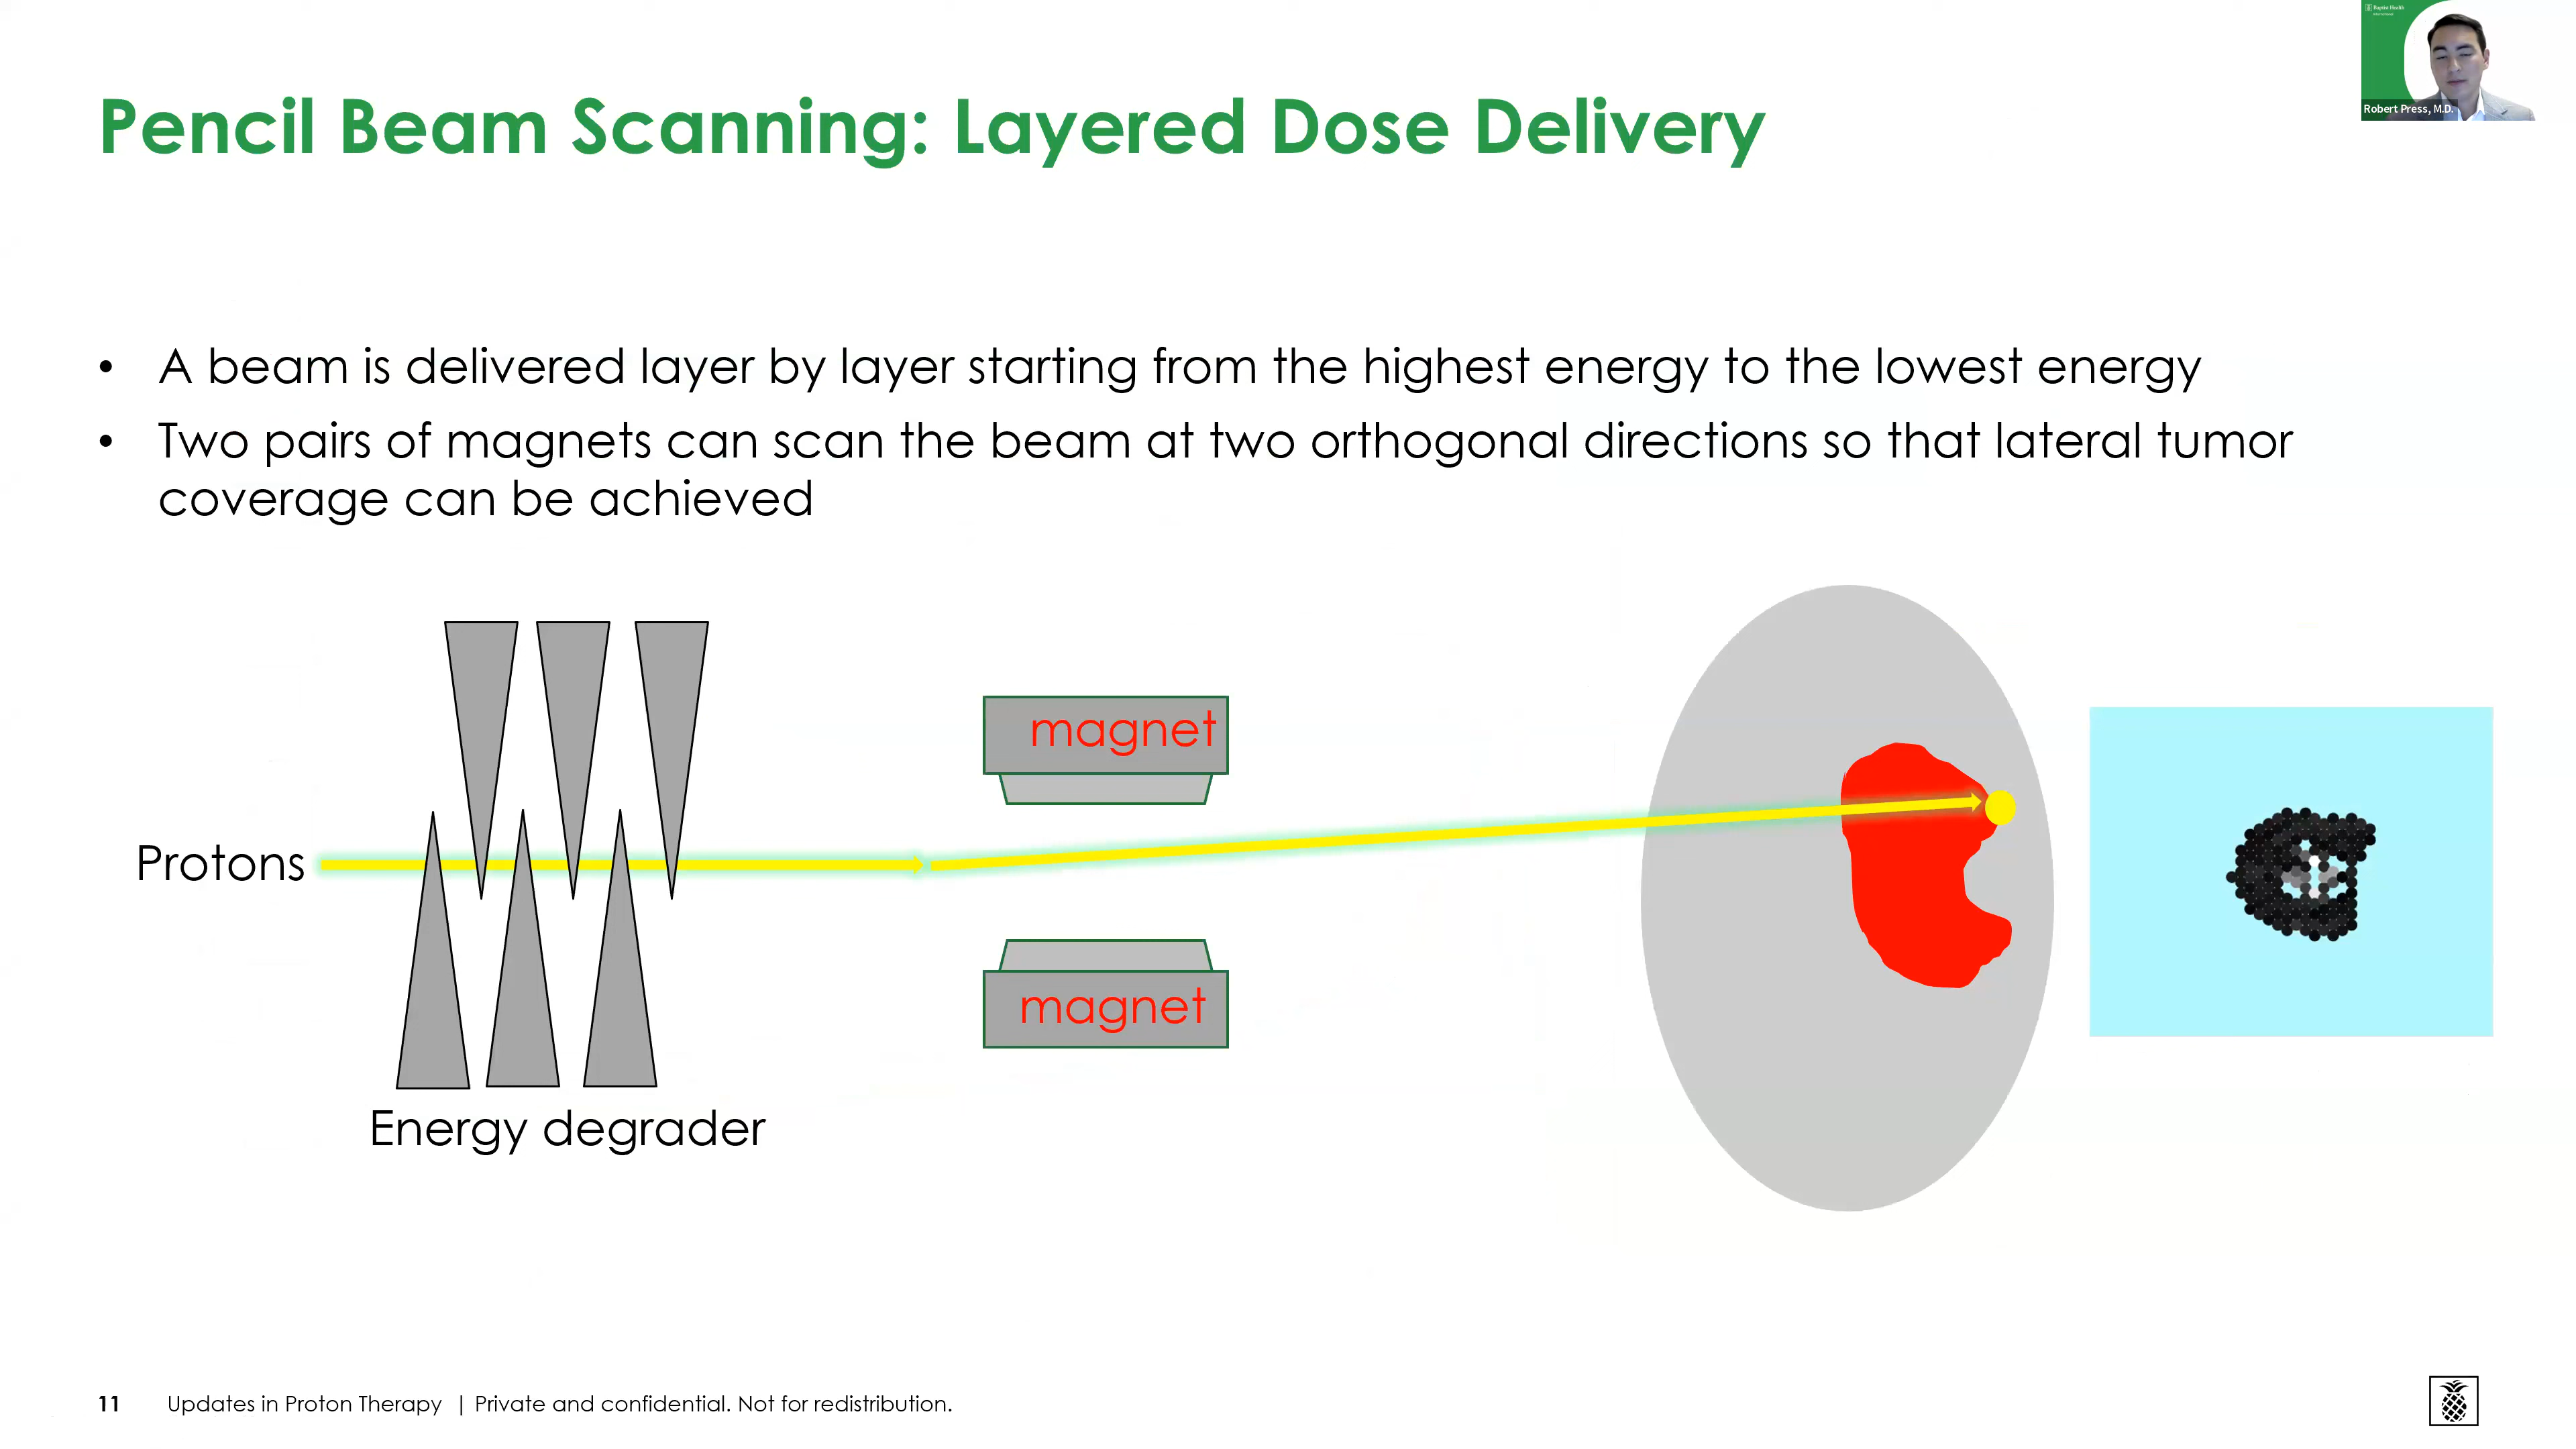 Baptist Health
International
Robert Press, M.D.
Pencil Beam Scanning: Layered Dose Delivery
• A beam is delivered layer by layer starting from the highest energy to the lowest energy
• Two pairs of magnets can scan the beam at two orthogonal directions so that lateral tumor
coverage can be achieved
magnet
Protons
magnet
Energy degrader
11 Updates in Proton Therapy | Private and confidential. Not for redistribution.